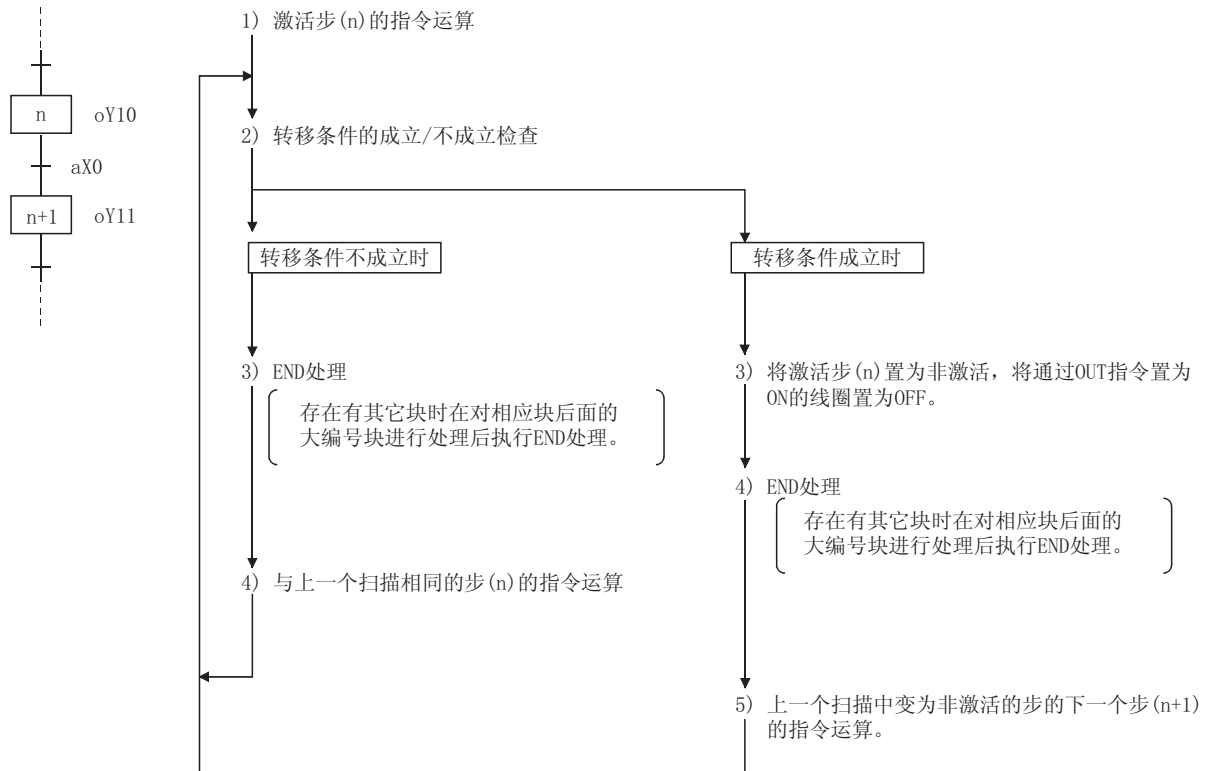 n
oY10
aX0
n+1
oY11
1) 激活步(n)的指令运算
2) 转移条件的成立/不成立检查
转移条件不成立时
3) END处理
存在有其它块时在对相应块后面的
大编号块进行处理后执行END处理。
4) 与上一个扫描相同的步(n)的指令运算
转移条件成立时
3) 将激活步(n)置为非激活，将通过OUT指令置为
ON的线圈置为OFF。
4) END处理
存在有其它块时在对相应块后面的
大编号块进行处理后执行END处理。
5) 上一个扫描中变为非激活的步的下一个步(n+1)
的指令运算。